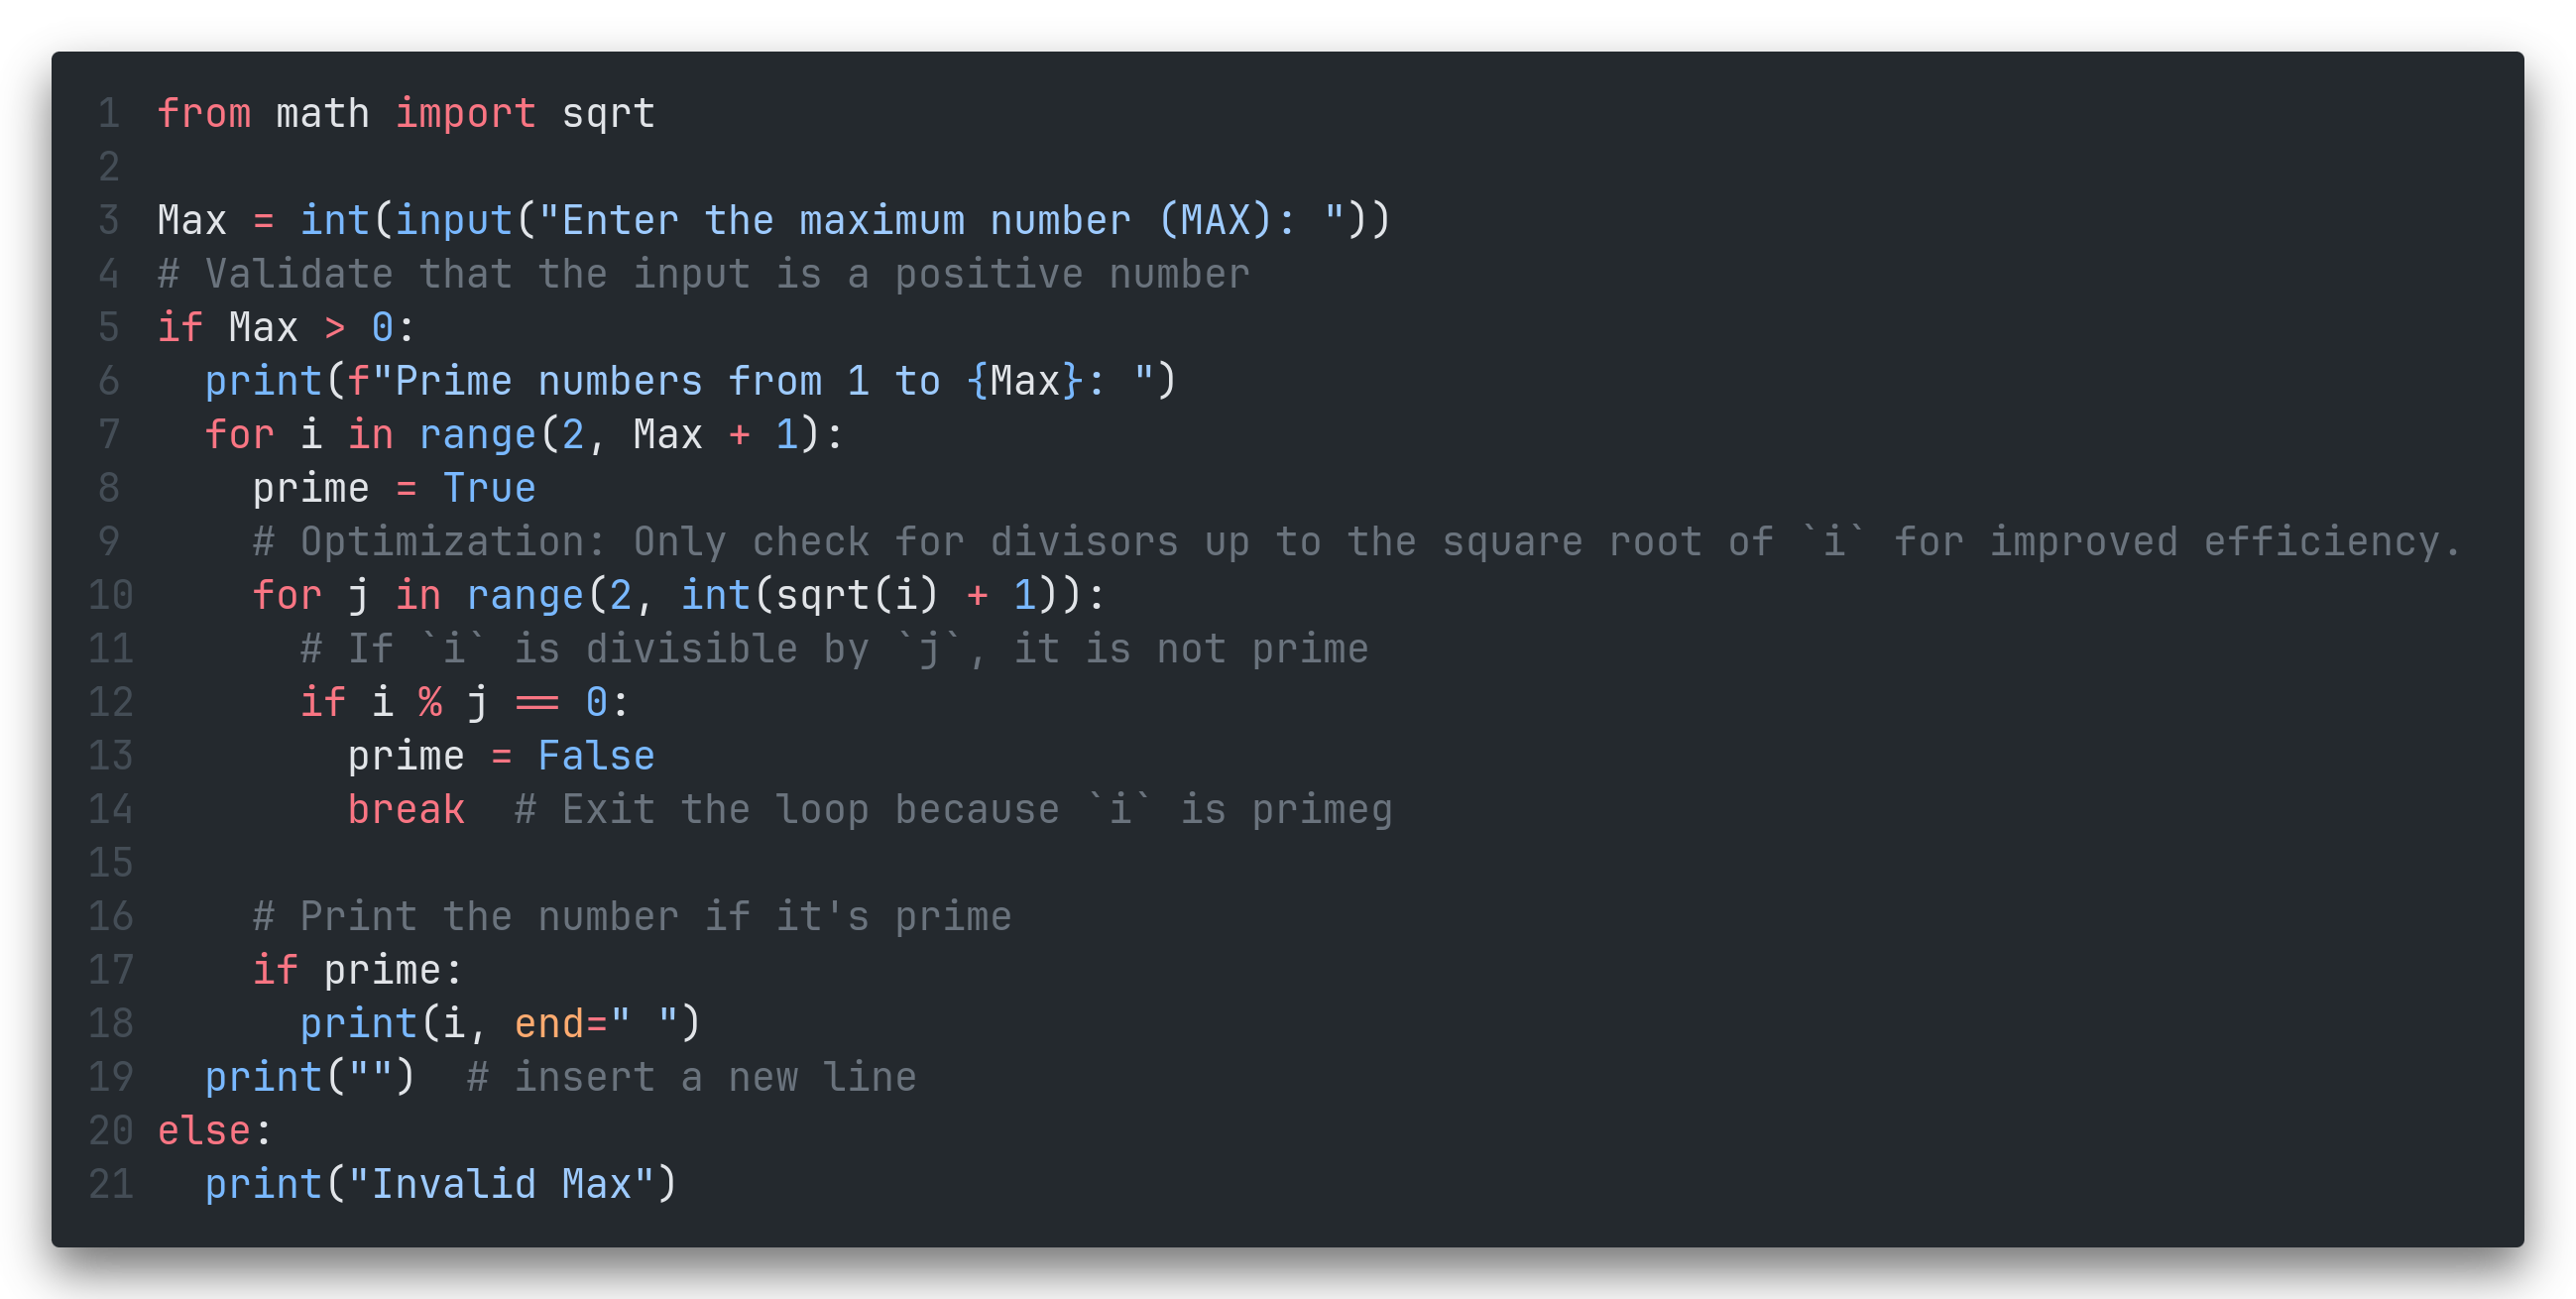 1 from math import sqrt
2
3 Max = int(input("Enter the maximum number (MAX): "))
4 # Validate that the input is a positive number
5 if Max > 0:
6   print(f"Prime numbers from 1 to {Max}: ")
7   for i in range(2, Max + 1):
8     prime = True
9     # Optimization: Only check for divisors up to the square root of `i` for improved efficiency.
10     for j in range(2, int(sqrt(i) + 1)):
11       # If `i` is divisible by `j`, it is not prime
12       if i % j == 0:
13         prime = False
14         break  # Exit the loop because `i` is primeg
15
16     # Print the number if it's prime
17     if prime:
18       print(i, end=" ")
19   print("")  # insert a new line
20 else:
21   print("Invalid Max")